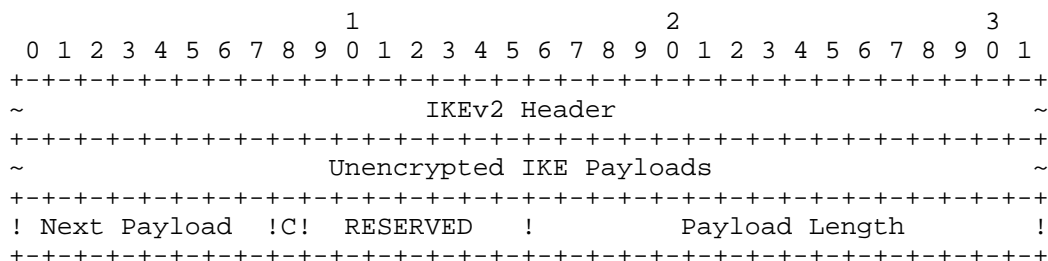 1                   2                   3
 0 1 2 3 4 5 6 7 8 9 0 1 2 3 4 5 6 7 8 9 0 1 2 3 4 5 6 7 8 9 0 1
+-+-+-+-+-+-+-+-+-+-+-+-+-+-+-+-+-+-+-+-+-+-+-+-+-+-+-+-+-+-+-+-+
~                          IKEv2 Header                         ~
+-+-+-+-+-+-+-+-+-+-+-+-+-+-+-+-+-+-+-+-+-+-+-+-+-+-+-+-+-+-+-+-+
~                    Unencrypted IKE Payloads                   ~
+-+-+-+-+-+-+-+-+-+-+-+-+-+-+-+-+-+-+-+-+-+-+-+-+-+-+-+-+-+-+-+-+
! Next Payload  !C!  RESERVED   !         Payload Length        !
+-+-+-+-+-+-+-+-+-+-+-+-+-+-+-+-+-+-+-+-+-+-+-+-+-+-+-+-+-+-+-+-+